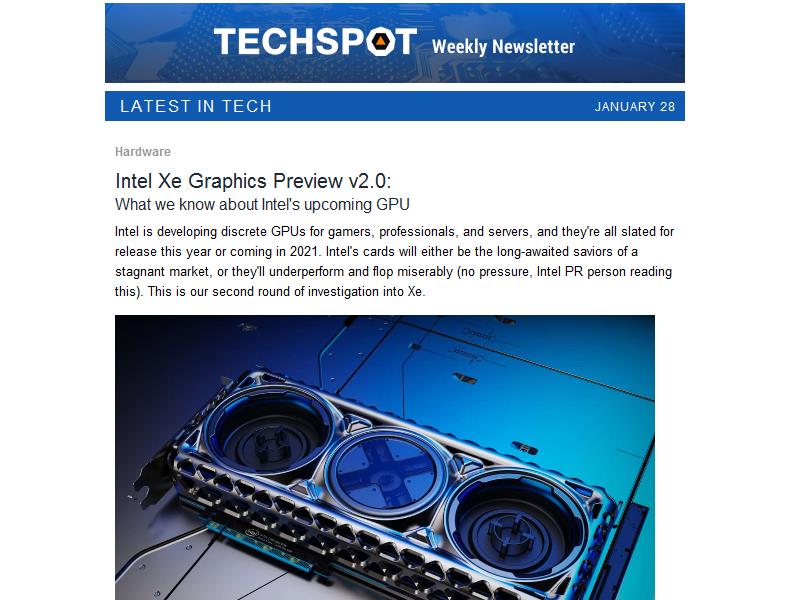 TECHSPOT Weekly Newsletter
LATEST IN TECH JANUARY 28
Hardware
Intel Xe Graphics Preview v2.0:
What we know about Intel's upcoming GPU
Intel is developing discrete GPUs for gamers, professionals, and servers, and they're all slated for
release this year or coming in 2021. Intel's cards will either be the long-awaited saviors of a
stagnant market, or they'll underperform and flop miserably (no pressure, Intel PR person reading
this). This is our second round of investigation into Xe.